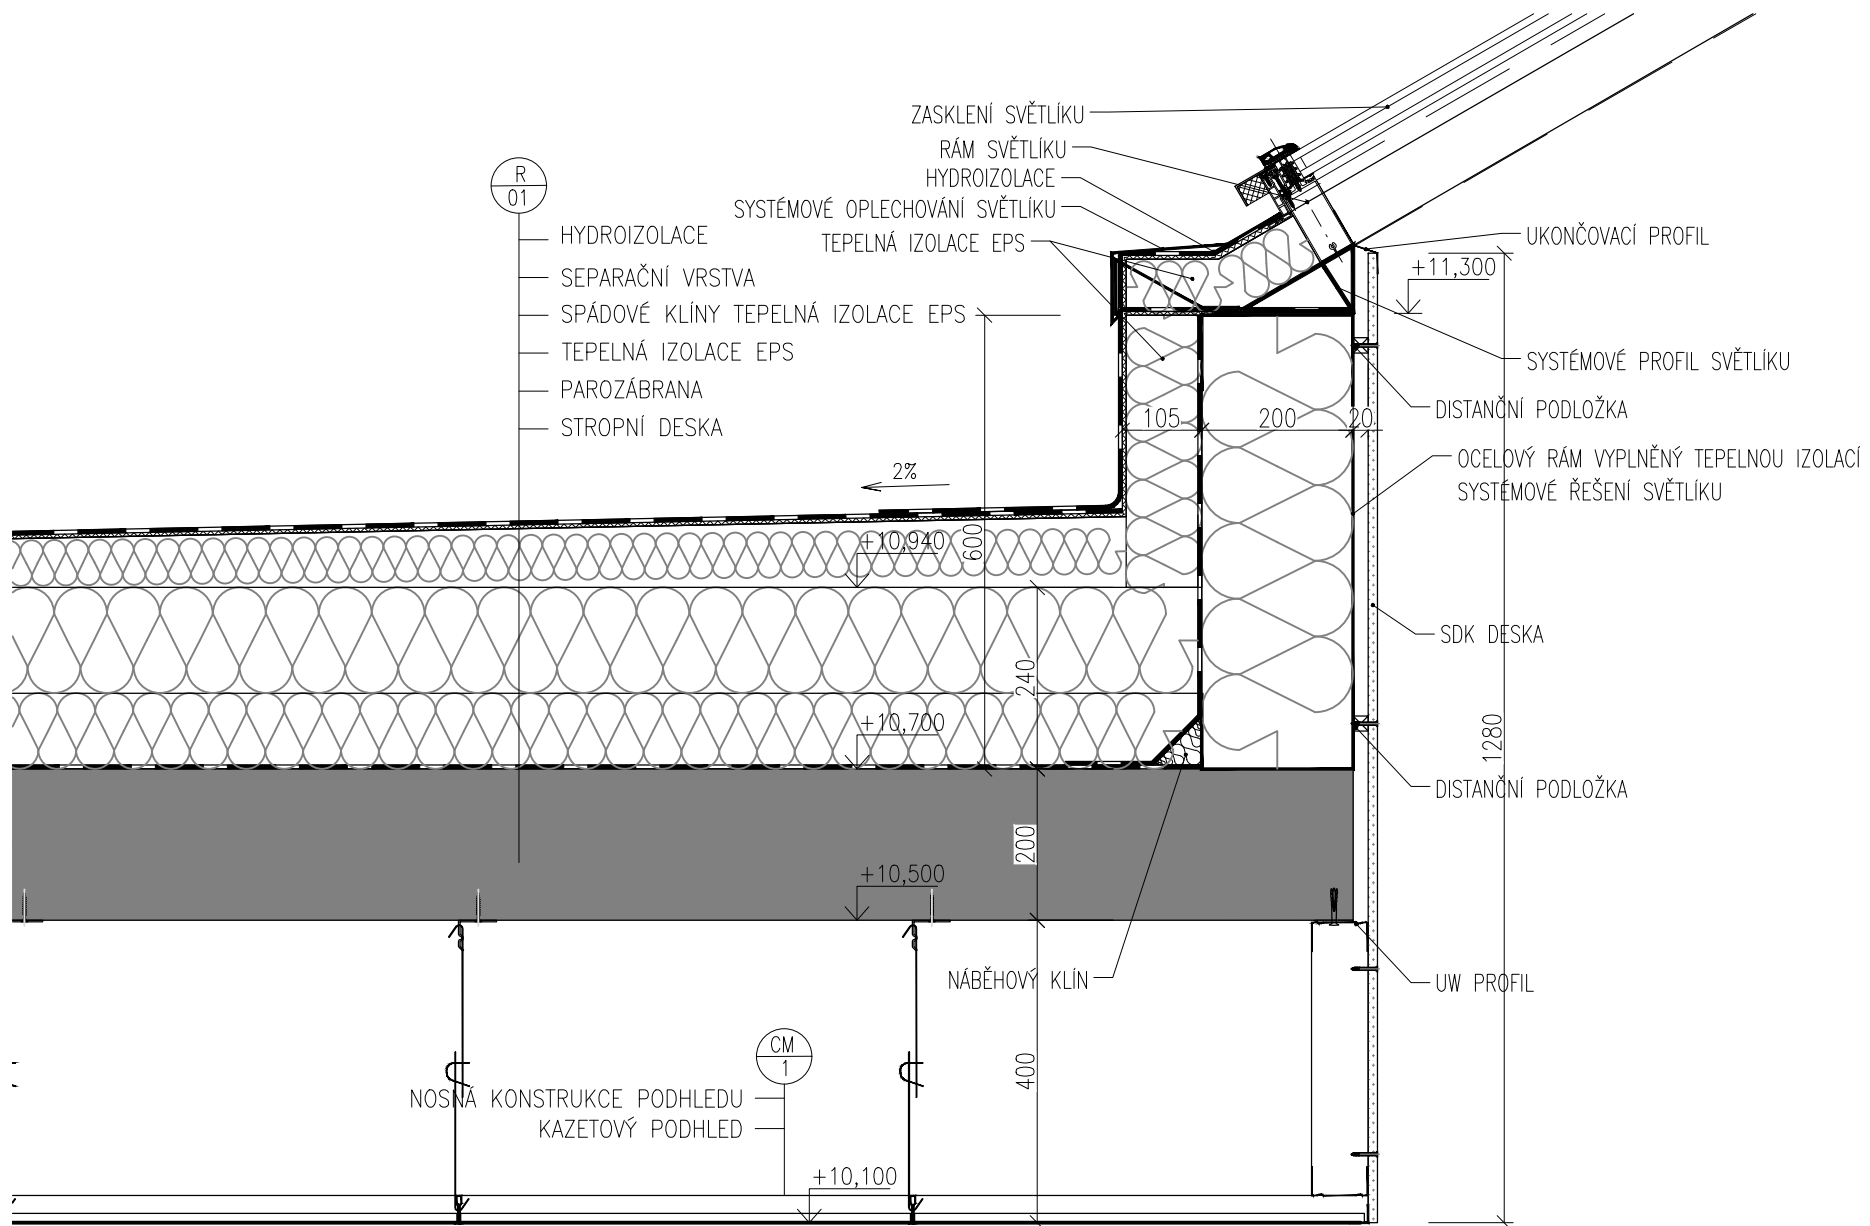 ZASKLENÍ SVĚTLÍKU
RÁM SVĚTLÍKU
HYDROIZOLACE
SYSTÉMOVÉ OPLECHOVÁNÍ SVĚTLÍKU
TEPELNÁ IZOLACE EPS
R
01
HYDROIZOLACE
SEPARAČNÍ VRSTVA
SPÁDOVÉ KLÍNY TEPELNÁ IZOLACE EPS
TEPELNÁ IZOLACE EPS
PAROZÁBRANA
STROPNÍ DESKA
2%
UKONČOVACÍ PROFIL
+11,300
SYSTÉMOVÉ PROFIL SVĚTLÍKU
DISTANČNÍ PODLOŽKA
105
200
20
OCELOVÝ RÁM VYPLNĚNÝ TEPELNOU IZOLACÍ
SYSTÉMOVÉ ŘEŠENÍ SVĚTLÍKU
+10,940
600
SDK DESKA
240
+10,700
1280
DISTANČNÍ PODLOŽKA
200
+10,500
NÁBĚHOVÝ KLÍN
UW PROFIL
CM
1
400
NOSNÁ KONSTRUKCE PODHLEDU
KAZETOVÝ PODHLED
+10,100